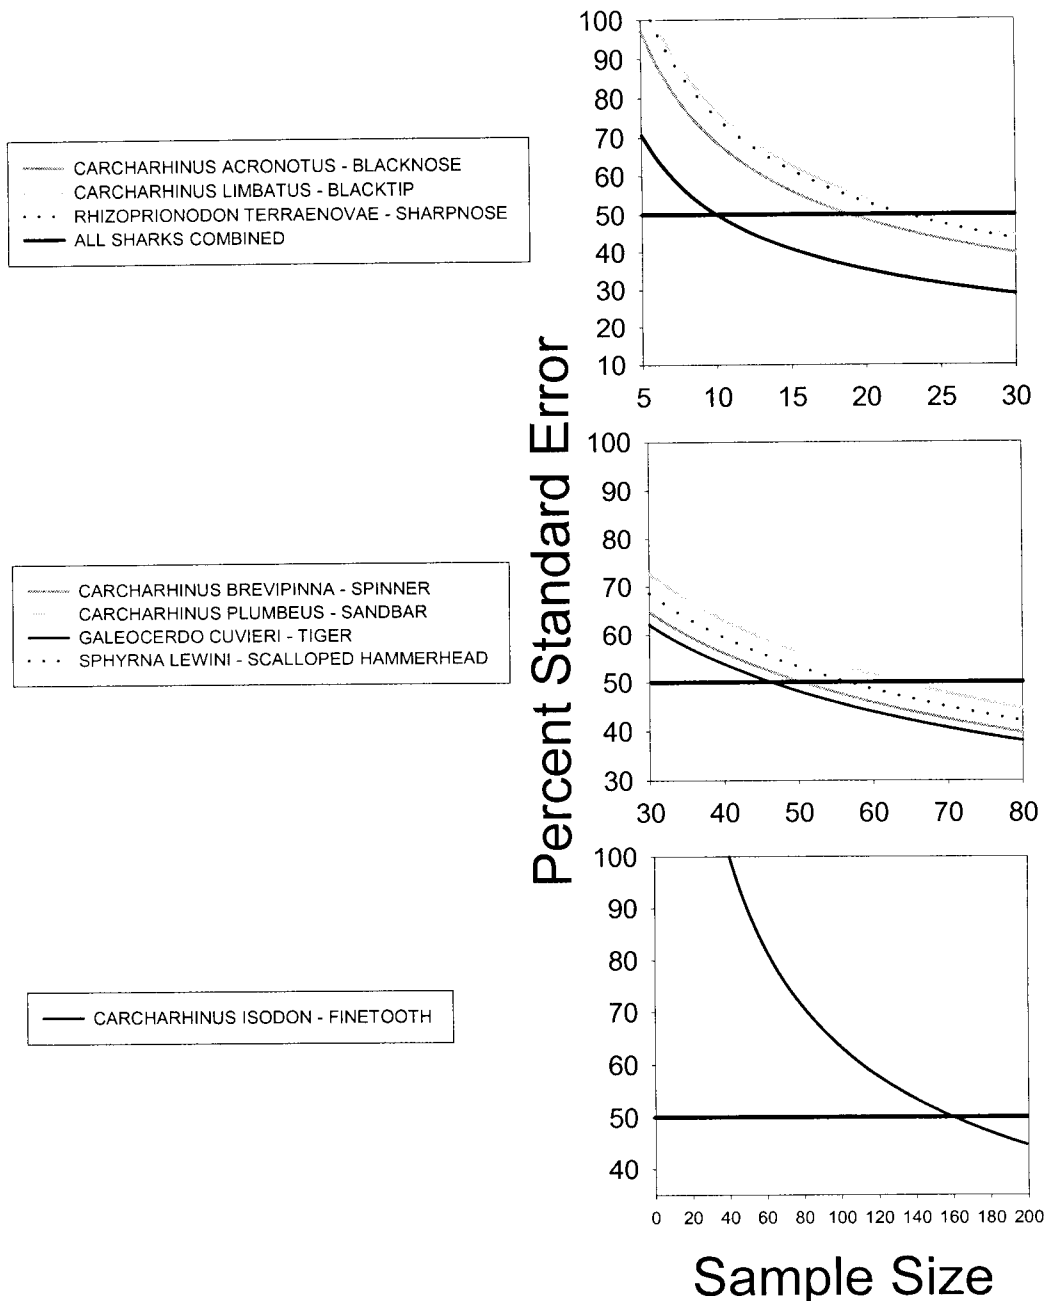 CARCHARHINUS ACRONOTUS - BLACKNOSE
CARCHARHINUS LIMBATUS - BLACKTIP
RHIZOPRIONODON TERRAENOVAE - SHARPNOSE
ALL SHARKS COMBINED
100
90
80
70
60
50
40
30
20
10
5 10 15 20 25 30
Percent Standard Error
CARCHARHINUS BREVIPINNA - SPINNER
CARCHARHINUS PLUMBEUS - SANDBAR
GALEOCERDO CUVIERI - TIGER
SPHYRNA LEWINI - SCALLOPED HAMMERHEAD
100
90
80
70
60
50
40
30
30 40 50 60 70 80
CARCHARHINUS ISODON - FINETOOTH
100
90
80
70
60
50
40
0 20 40 60 80 100 120 140 160 180 200
Sample Size